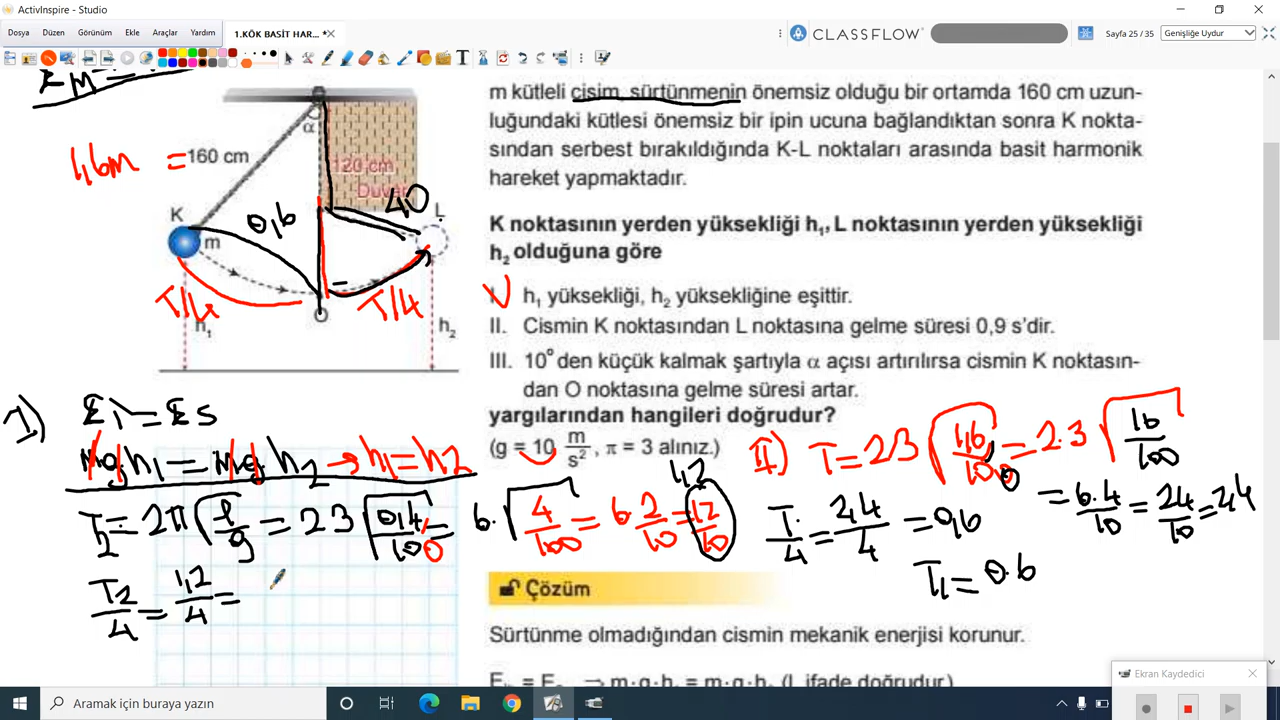 ActivInspire - Studio
Dosya Düzen Görünüm Ekle Araçlar Yardım
1.KÖK BASİT HAR...
CLASSFLOW
Sayfa 25 / 35
Genişliğe Uydur
EM=
1,6m =
160 cm
α
120 cm
Duvar
40
K
m
0,6
L
T/4
T/4
h1
O
h2
m kütleli cisim, sürtünmenin önemsiz olduğu bir ortamda 160 cm uzun-
luğundaki kütlesi önemsiz bir ipin ucuna bağlandıktan sonra K nokta-
sından serbest bırakıldığında K-L noktaları arasında basit harmonik
hareket yapmaktadır.
K noktasının yerden yüksekliği h1, L noktasının yerden yüksekliği
h2 olduğuna göre
h1 yüksekliği, h2 yüksekliğine eşittir.
II. Cismin K noktasından L noktasına gelme süresi 0,9 s'dir.
III. 10° den küçük kalmak şartıyla α açısı artırılırsa cismin K noktasın-
dan O noktasına gelme süresi artar.
yargılarından hangileri doğrudur?
(g = 10 m/s², π = 3 alınız.)
I) Eİ=ES
mgh1=mgh2→h1=h2
T2=2π√(l/g)=2 3√(0,4/10 0)=6.√(4/100)=6 2/10=12/10
1,2
T2/4=1,2/4=
II) T=2 3√(1,6/10 0)=2.3√(16/100)
=6.4/10=24/10=2,4
T/4=2,4/4=0,6
T1=0.6
Çözüm
Sürtünme olmadığından cismin mekanik enerjisi korunur.
Ekran Kaydedici
Aramak için buraya yazın